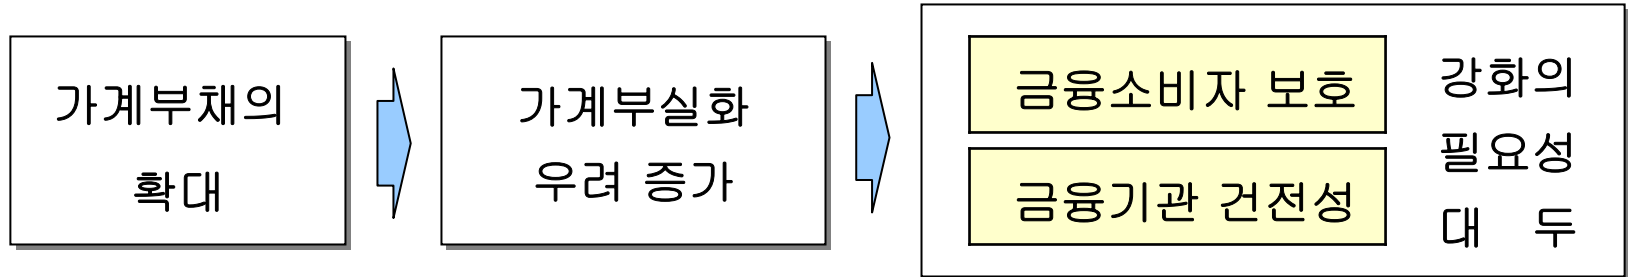 가계부채의
확대
가계부실화
우려 증가
금융소비자 보호
금융기관 건전성
강화의
필요성
대 두